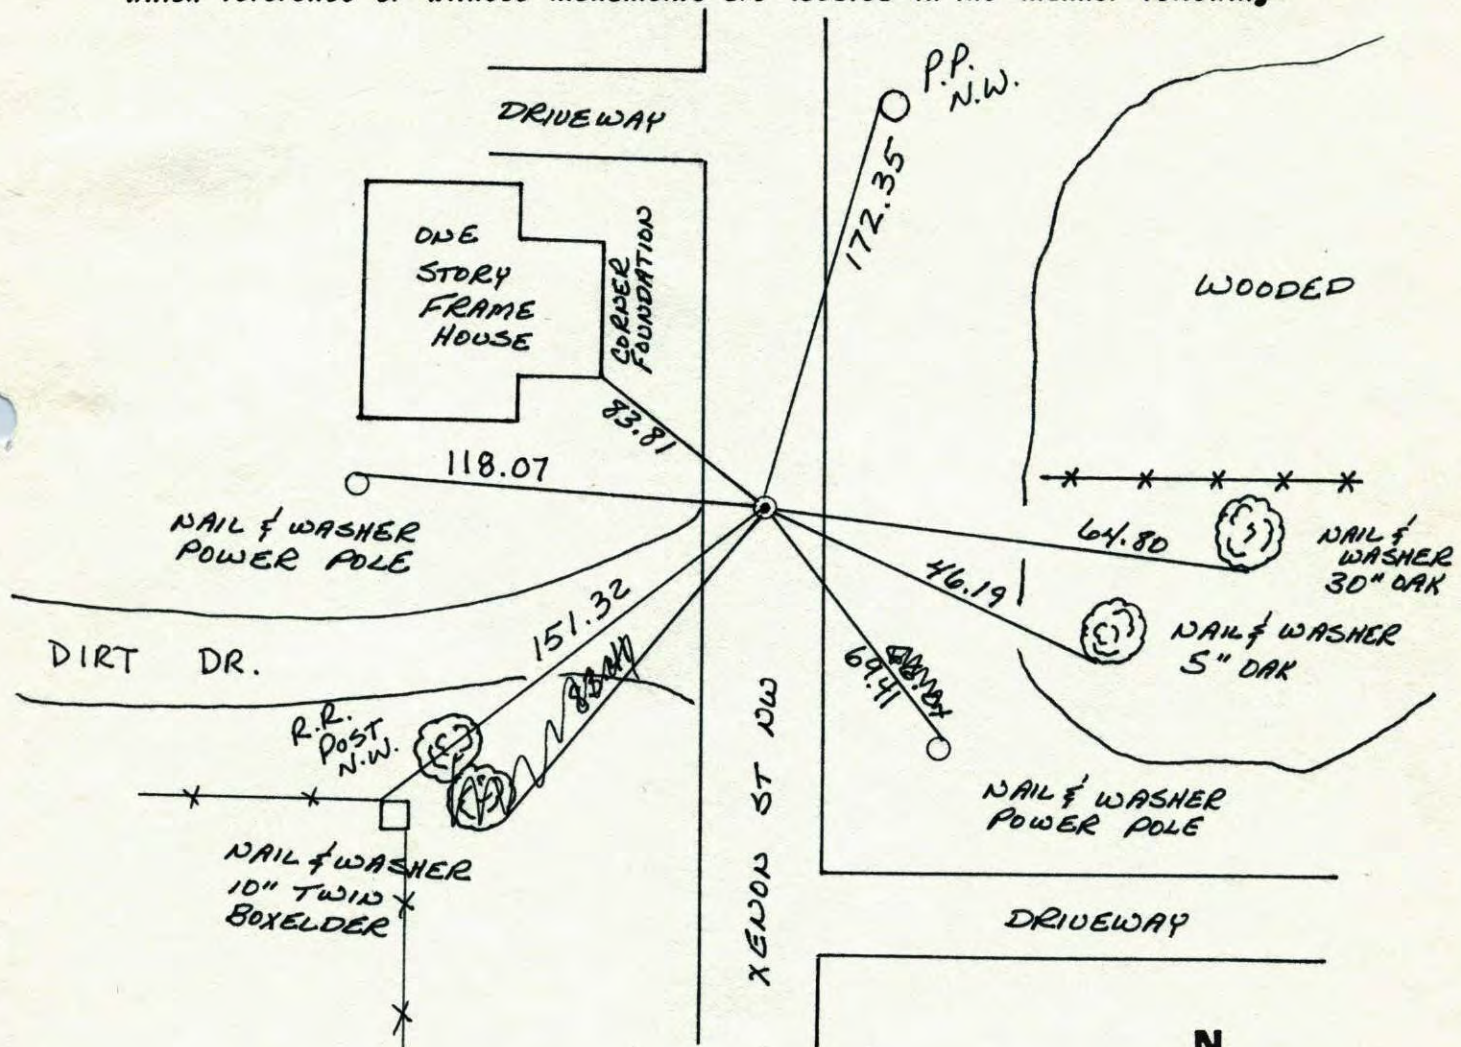 DRIVEWAY
P.P.
N.W.
172.35
ONE
STORY
FRAME
HOUSE
CORNER
FOUNDATION
WOODED
83.81
118.07
NAIL & WASHER
POWER POLE
64.80
NAIL &
WASHER
30" OAK
46.19
NAIL & WASHER
5" OAK
151.32
DIRT DR.
69.41
R.R.
POST
N.W.
XENON ST NW
NAIL & WASHER
POWER POLE
NAIL & WASHER
10" TWIN
BOXELDER
DRIVEWAY
N